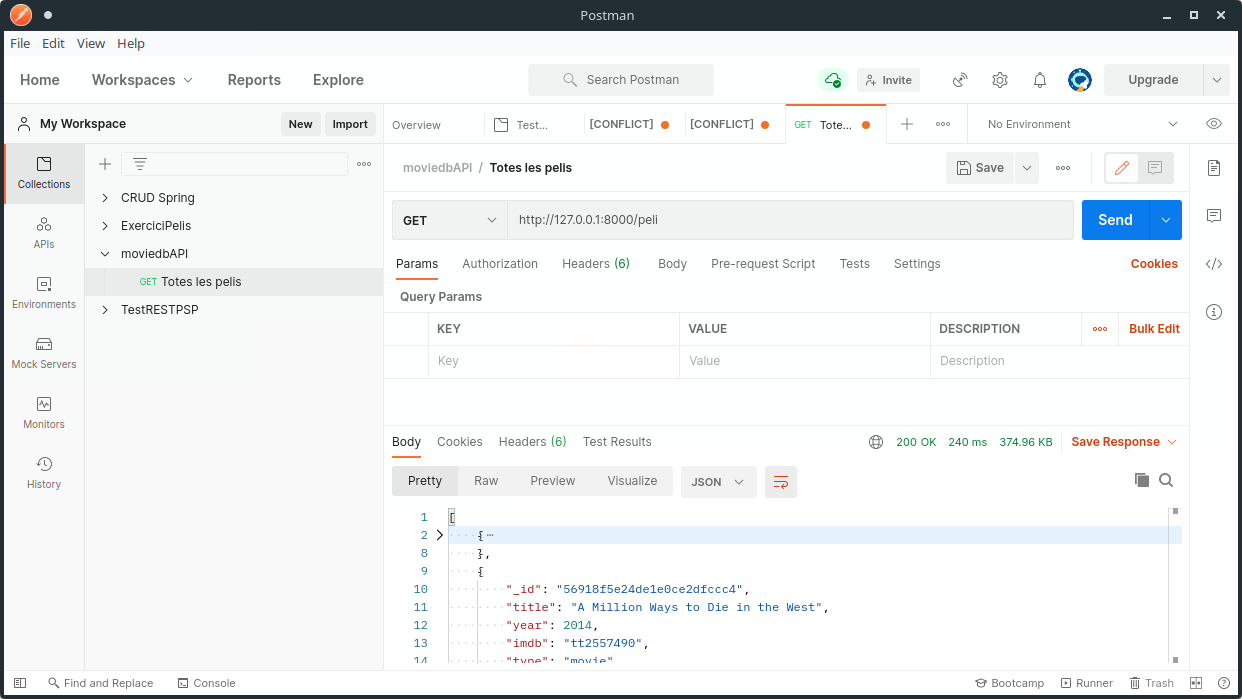 Postman
File Edit View Help
Home Workspaces Reports Explore Search Postman Invite Upgrade
My Workspace New Import Overview Test... [CONFLICT] [CONFLICT] GET Tote... No Environment
moviedbAPI / Totes les pelis Save
Collections
APIs
Environments
Mock Servers
Monitors
History
CRUD Spring
ExerciciPelis
moviedbAPI
GET Totes les pelis
TestRESTPSP
GET http://127.0.0.1:8000/peli Send
Params Authorization Headers (6) Body Pre-request Script Tests Settings Cookies
Query Params
KEY VALUE DESCRIPTION Bulk Edit
Key Value Description
Body Cookies Headers (6) Test Results 200 OK 240 ms 374.96 KB Save Response
Pretty Raw Preview Visualize JSON
1 [
2 {
8 },
9 {
10 "_id": "56918f5e24de1e0ce2dfccc4",
11 "title": "A Million Ways to Die in the West",
12 "year": 2014,
13 "imdb": "tt2557490",
14 "type": "movie"
Find and Replace Console Bootcamp Runner Trash